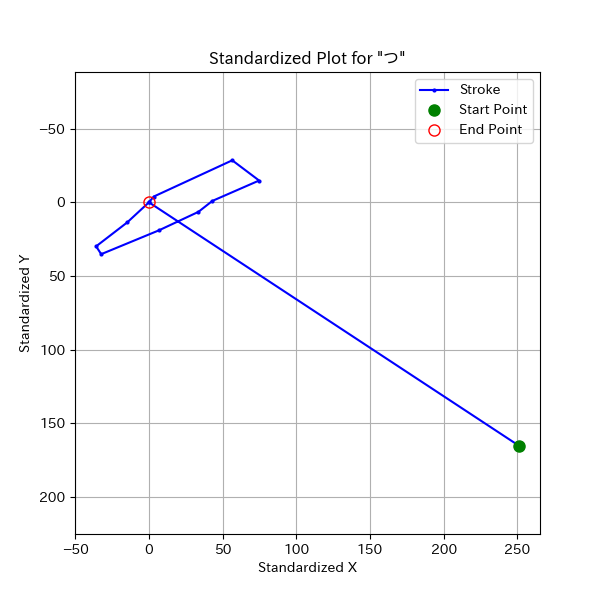 Standardized Plot for "つ"
Stroke
Start Point
End Point
−50
0
50
100
150
200
Standardized Y
−50
0
50
100
150
200
250
Standardized X